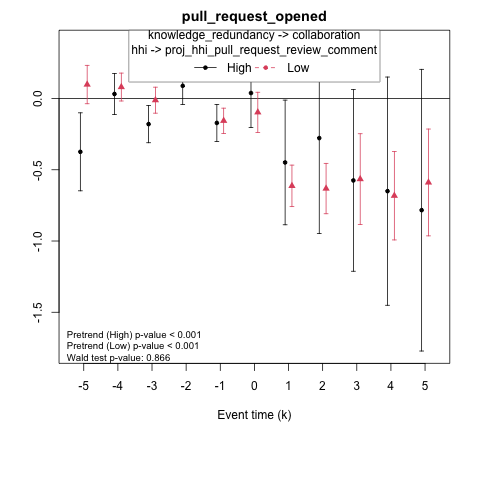 pull_request_opened
knowledge_redundancy -> collaboration
hhi -> proj_hhi_pull_request_review_comment
High Low
0.0
-0.5
-1.0
-1.5
Pretrend (High) p-value < 0.001
Pretrend (Low) p-value < 0.001
Wald test p-value: 0.866
-5 -4 -3 -2 -1 0 1 2 3 4 5
Event time (k)